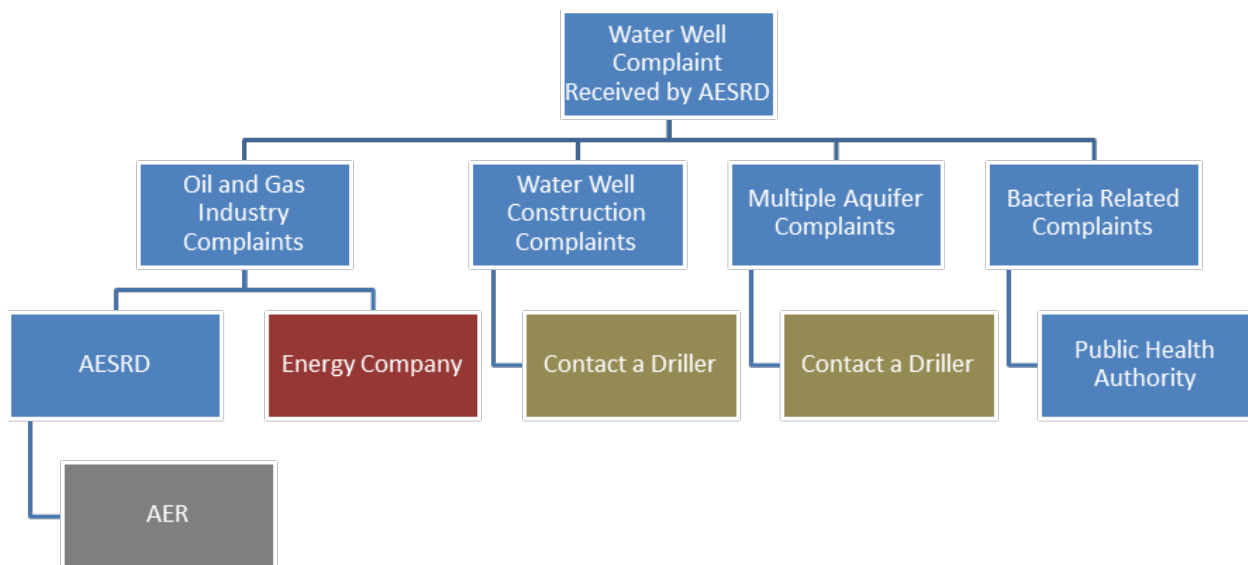 Water Well
Complaint
Received by AESRD
Oil and Gas
Industry
Complaints
Water Well
Construction
Complaints
Multiple Aquifer
Complaints
Bacteria Related
Complaints
AESRD
Energy Company
Contact a Driller
Contact a Driller
Public Health
Authority
AER